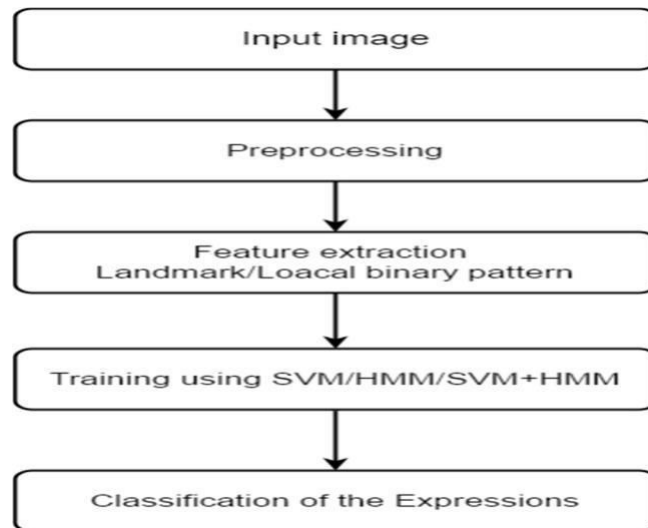 Input image
Preprocessing
Feature extraction
Landmark/Loacal binary pattern
Training using SVM/HMM/SVM+HMM
Classification of the Expressions